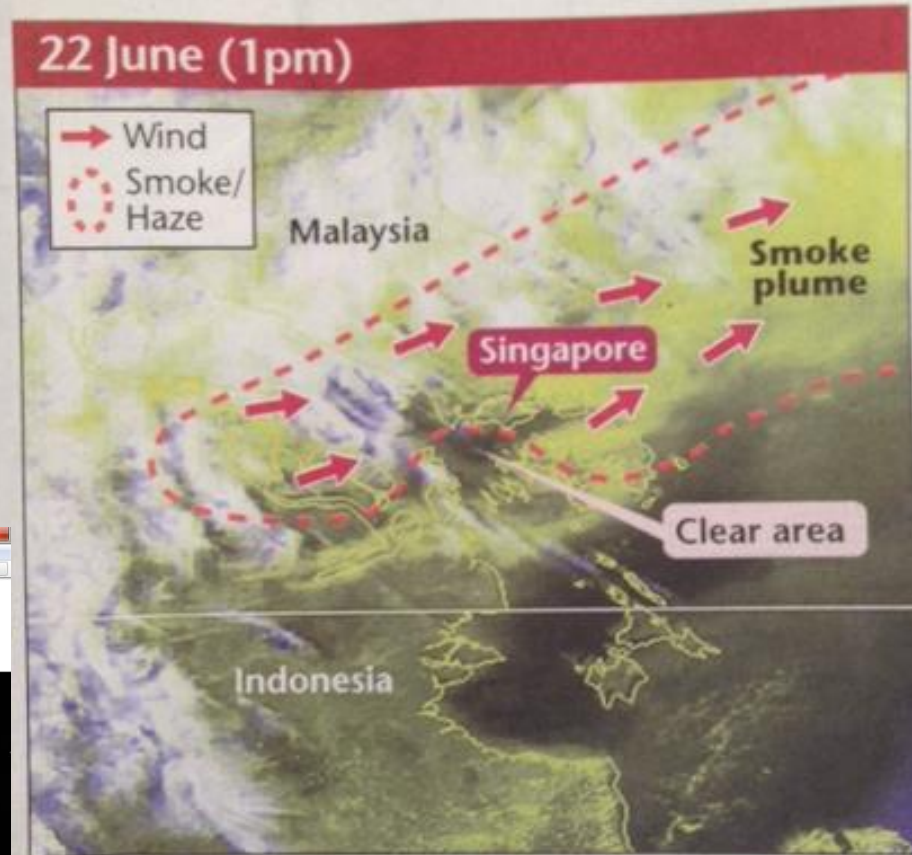 22 June (1pm)
Wind
Smoke/
Haze
Malaysia
Smoke
plume
Singapore
Clear area
Indonesia